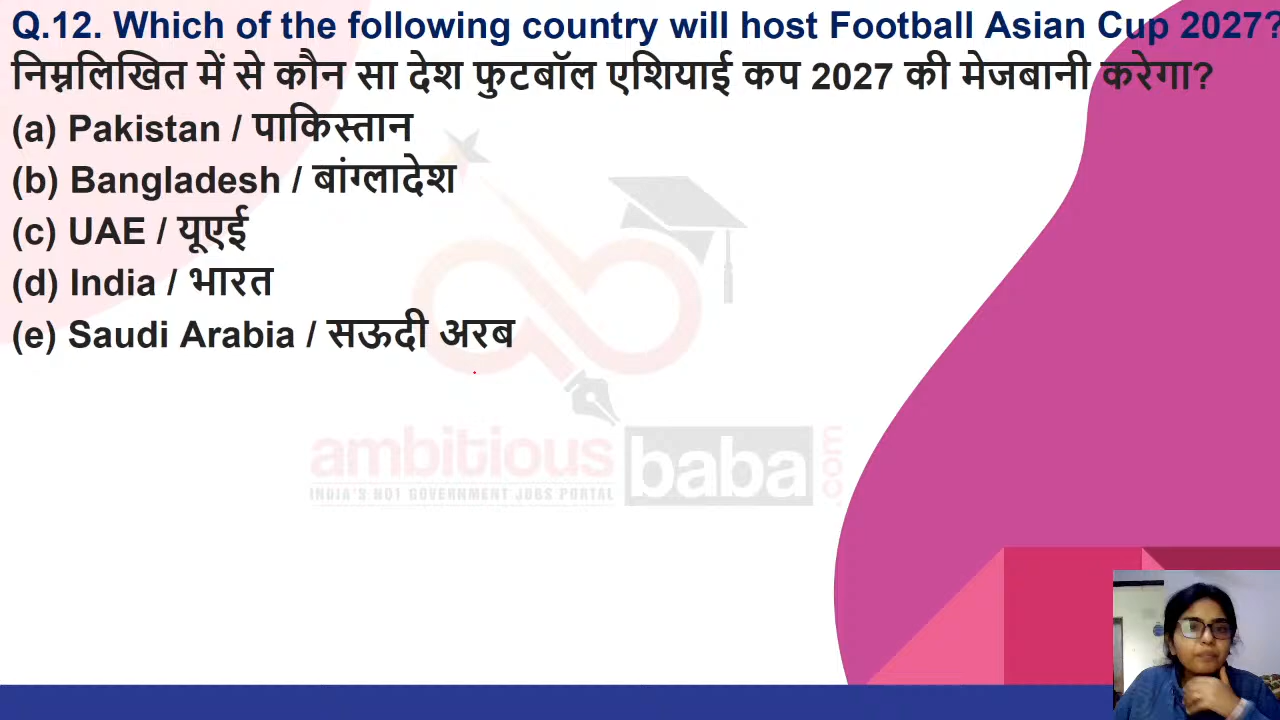 Q.12. Which of the following country will host Football Asian Cup 2027?
निम्नलिखित में से कौन सा देश फुटबॉल एशियाई कप 2027 की मेजबानी करेगा?
(a) Pakistan / पाकिस्तान
(b) Bangladesh / बांग्लादेश
(c) UAE / यूएई
(d) India / भारत
(e) Saudi Arabia / सऊदी अरब
ambitious baba .com
INDIA'S NO1 GOVERNMENT JOBS PORTAL